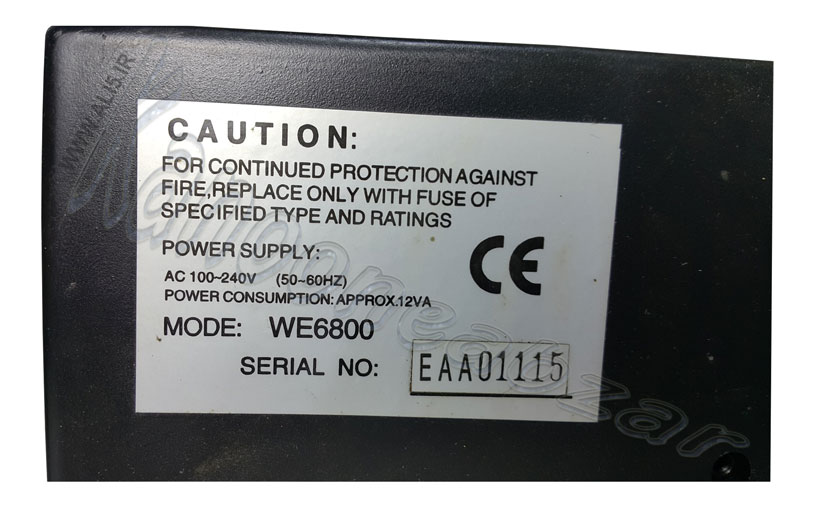 WWW.ALI5.IR
CAUTION:
FOR CONTINUED PROTECTION AGAINST
FIRE,REPLACE ONLY WITH FUSE OF
SPECIFIED TYPE AND RATINGS
POWER SUPPLY:
AC 100~240V (50~60HZ)
POWER CONSUMPTION: APPROX.12VA
CE
MODE: WE6800
SERIAL NO: EAA01115